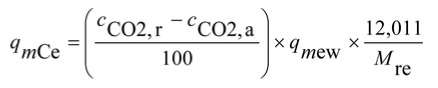 q_mCe = ((c_CO2, r − c_CO2, a) / 100) × q_mew × 12,011 / M_re